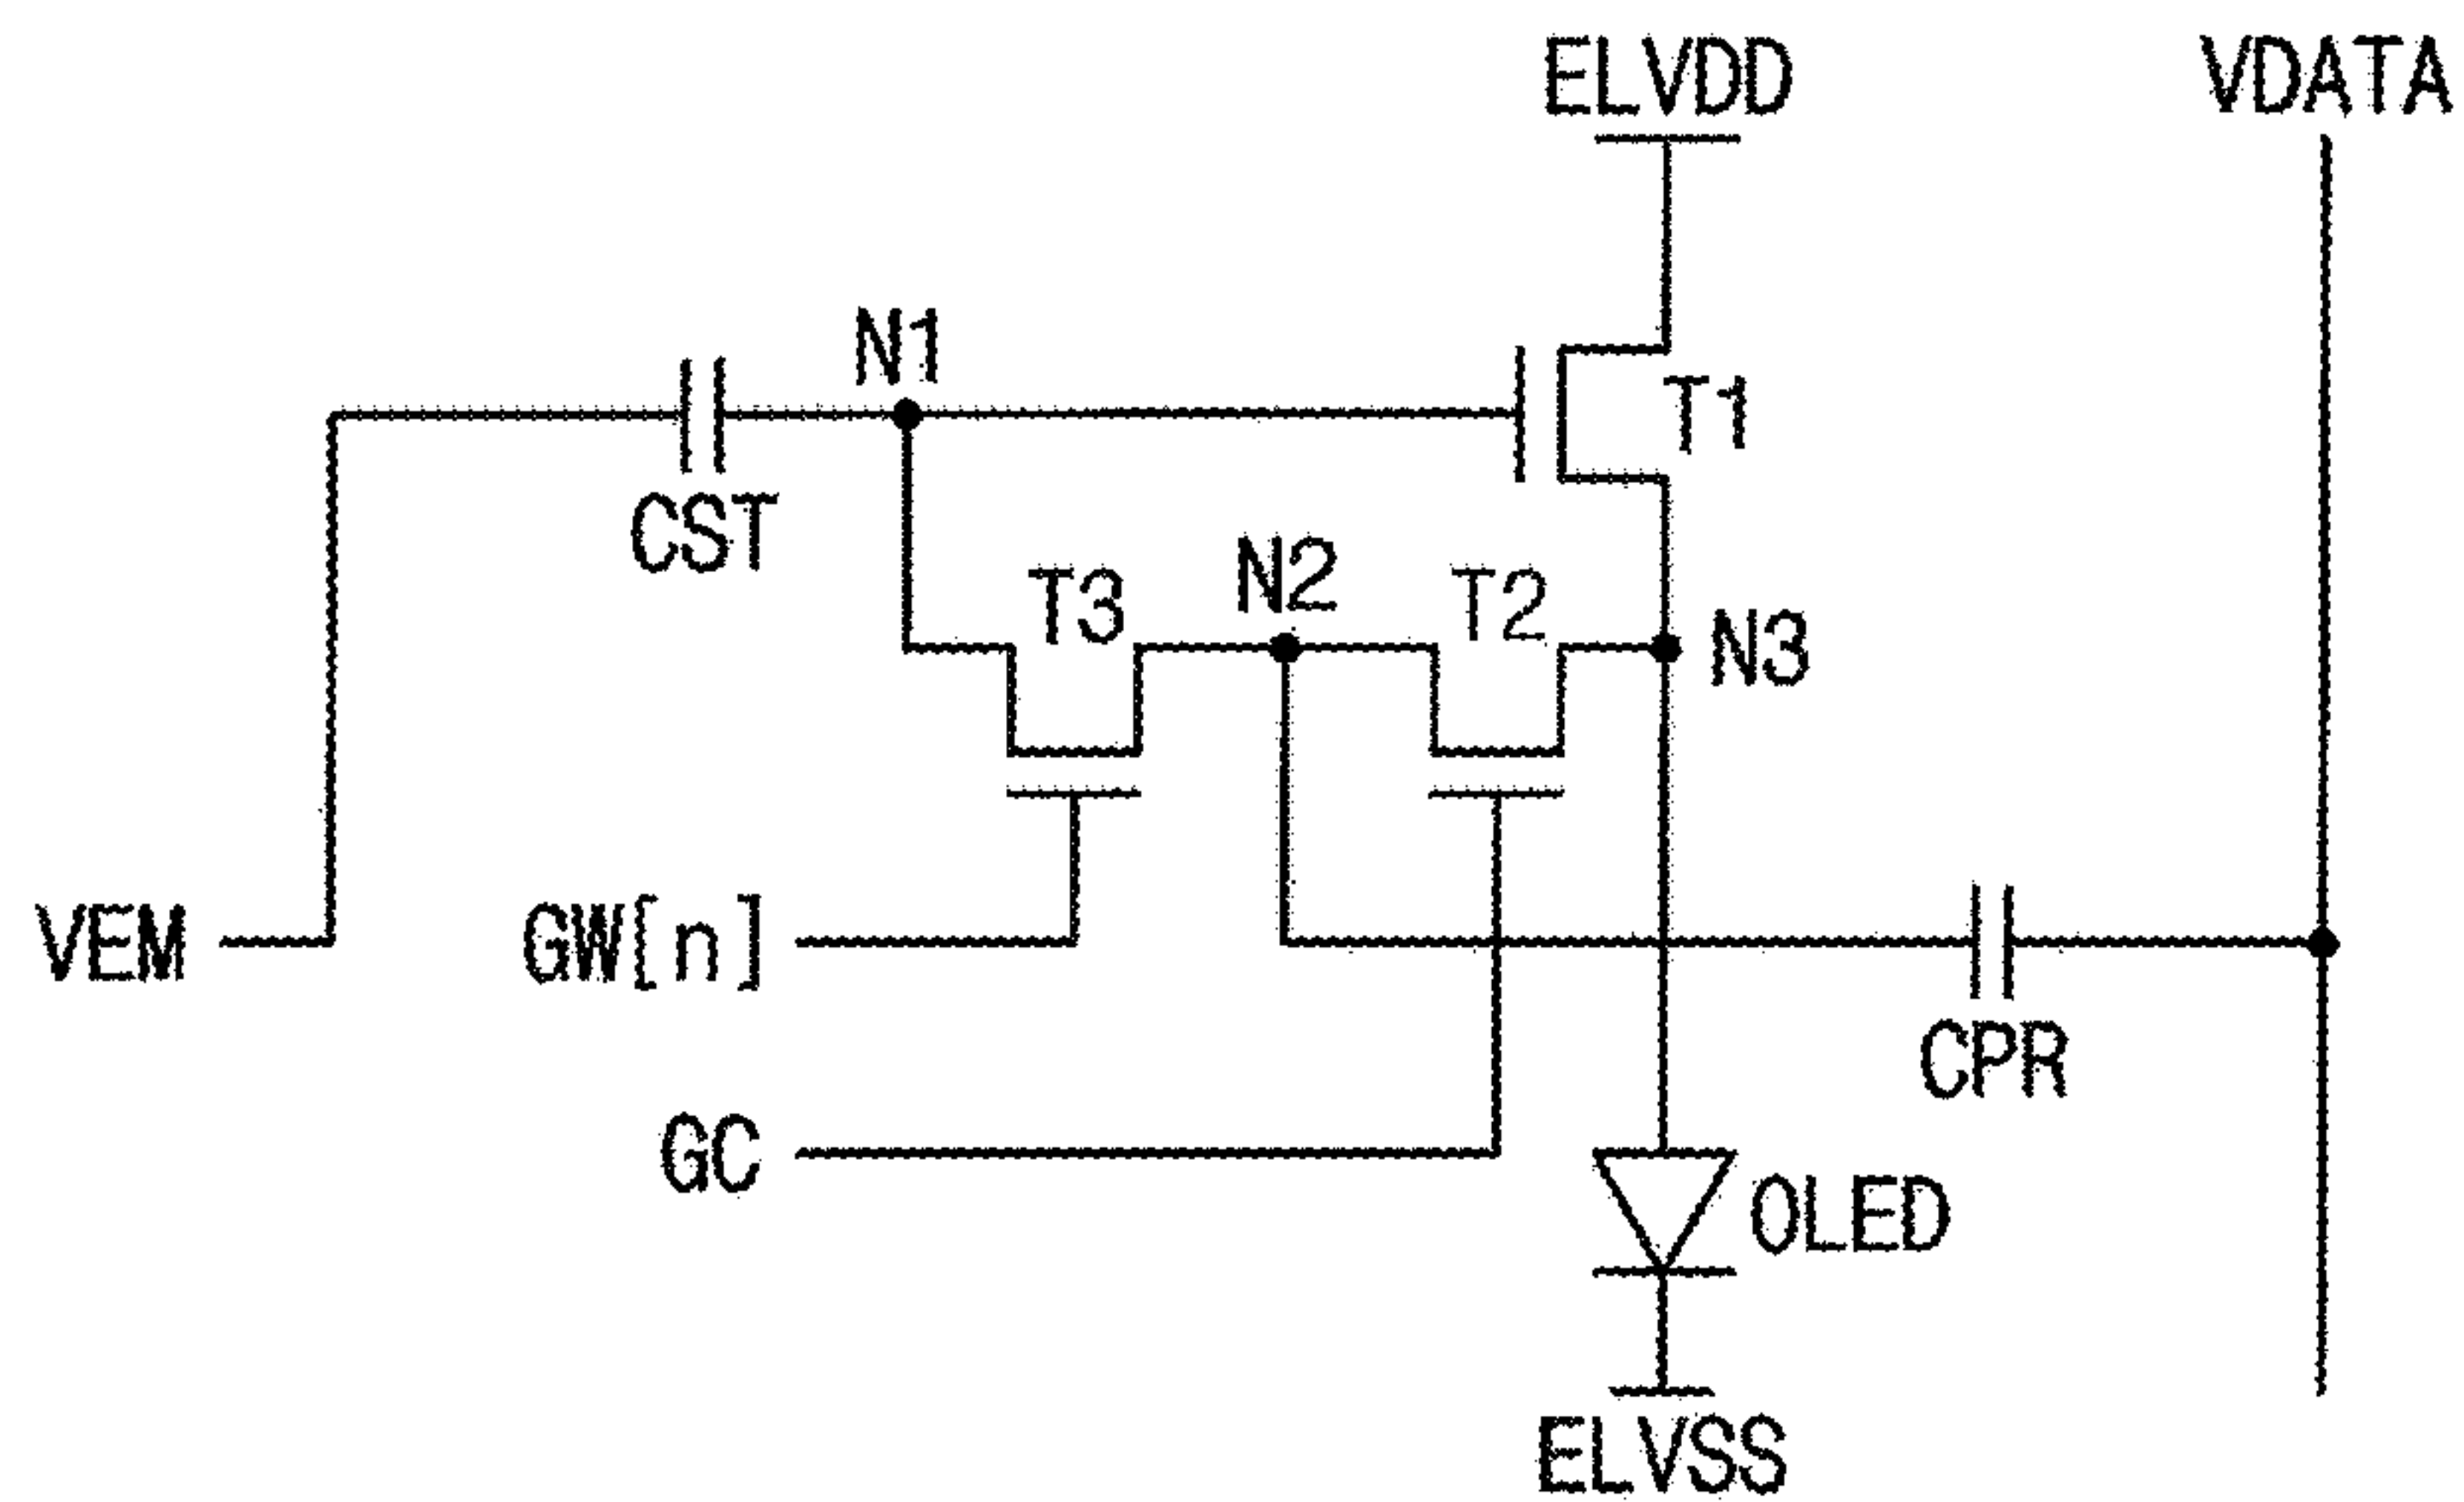 ELVDD
VDATA
N1
T1
CST
T3
N2
T2
N3
VEM
GW[n]
CPR
GC
OLED
ELVSS